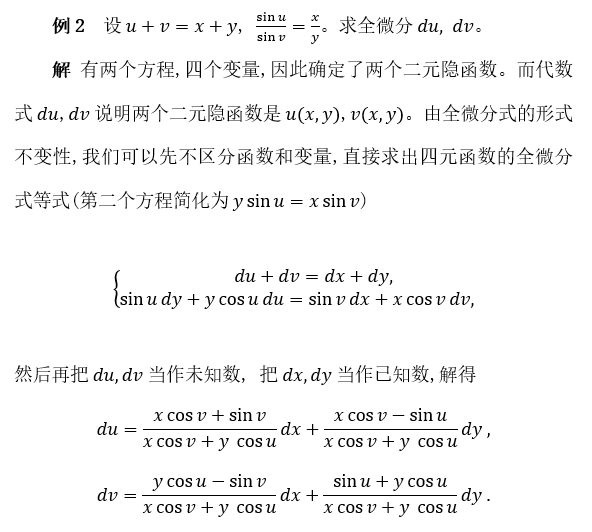 例 2 设 u + v = x + y, \frac{\sin u}{\sin v} = \frac{x}{y}。求全微分 du, dv。
解 有两个方程,四个变量,因此确定了两个二元隐函数。而代数
式 du, dv 说明两个二元隐函数是 u(x, y), v(x, y)。由全微分式的形式
不变性,我们可以先不区分函数和变量,直接求出四元函数的全微分
式等式(第二个方程简化为 y sin u = x sin v)
{ du + dv = dx + dy,
sin u dy + y cos u du = sin v dx + x cos v dv,
然后再把 du, dv 当作未知数, 把 dx, dy 当作已知数,解得
du = \frac{x \cos v + \sin v}{x \cos v + y \cos u} dx + \frac{x \cos v - \sin u}{x \cos v + y \cos u} dy ,
dv = \frac{y \cos u - \sin v}{x \cos v + y \cos u} dx + \frac{\sin u + y \cos u}{x \cos v + y \cos u} dy .